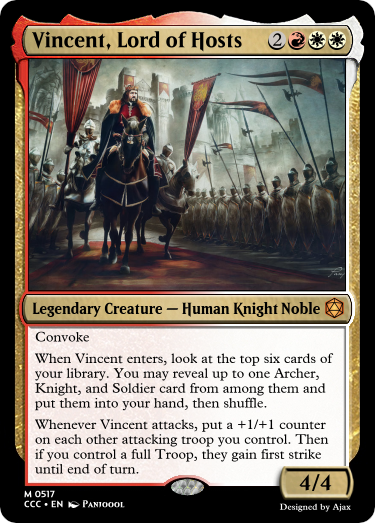 Vincent, Lord of Hosts 2
Legendary Creature — Human Knight Noble
Convoke
When Vincent enters, look at the top six cards of
your library. You may reveal up to one Archer,
Knight, and Soldier card from among them and
put them into your hand, then shuffle.
Whenever Vincent attacks, put a +1/+1 counter
on each other attacking troop you control. Then
if you control a full Troop, they gain first strike
until end of turn.
4/4
M 0517
CCC • EN PANJOOOL
Designed by Ajax